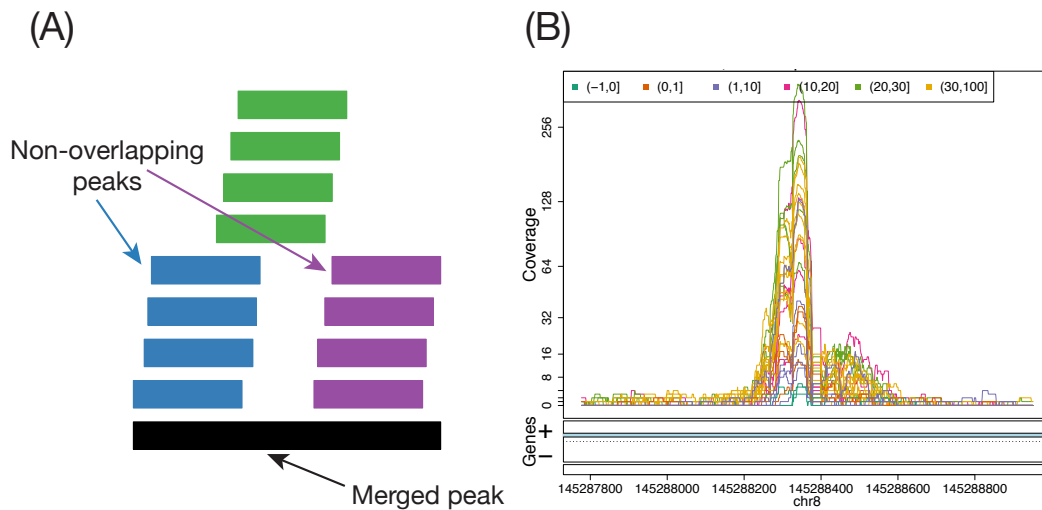 (A)
Non-overlapping
peaks
Merged peak
(B)
(−1,0] (0,1] (1,10] (10,20] (20,30] (30,100]
Coverage
256
128
64
32
16
8
0
Genes
+
−
145287800 145288000 145288200 145288400 145288600 145288800
chr8